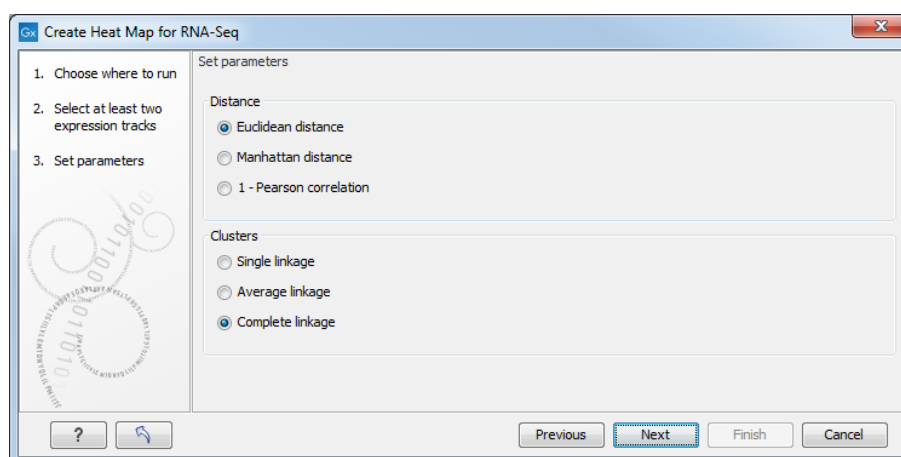 Gx Create Heat Map for RNA-Seq
1. Choose where to run
2. Select at least two
expression tracks
3. Set parameters
Set parameters
Distance
Euclidean distance
Manhattan distance
1 - Pearson correlation
Clusters
Single linkage
Average linkage
Complete linkage
?
Previous Next Finish Cancel